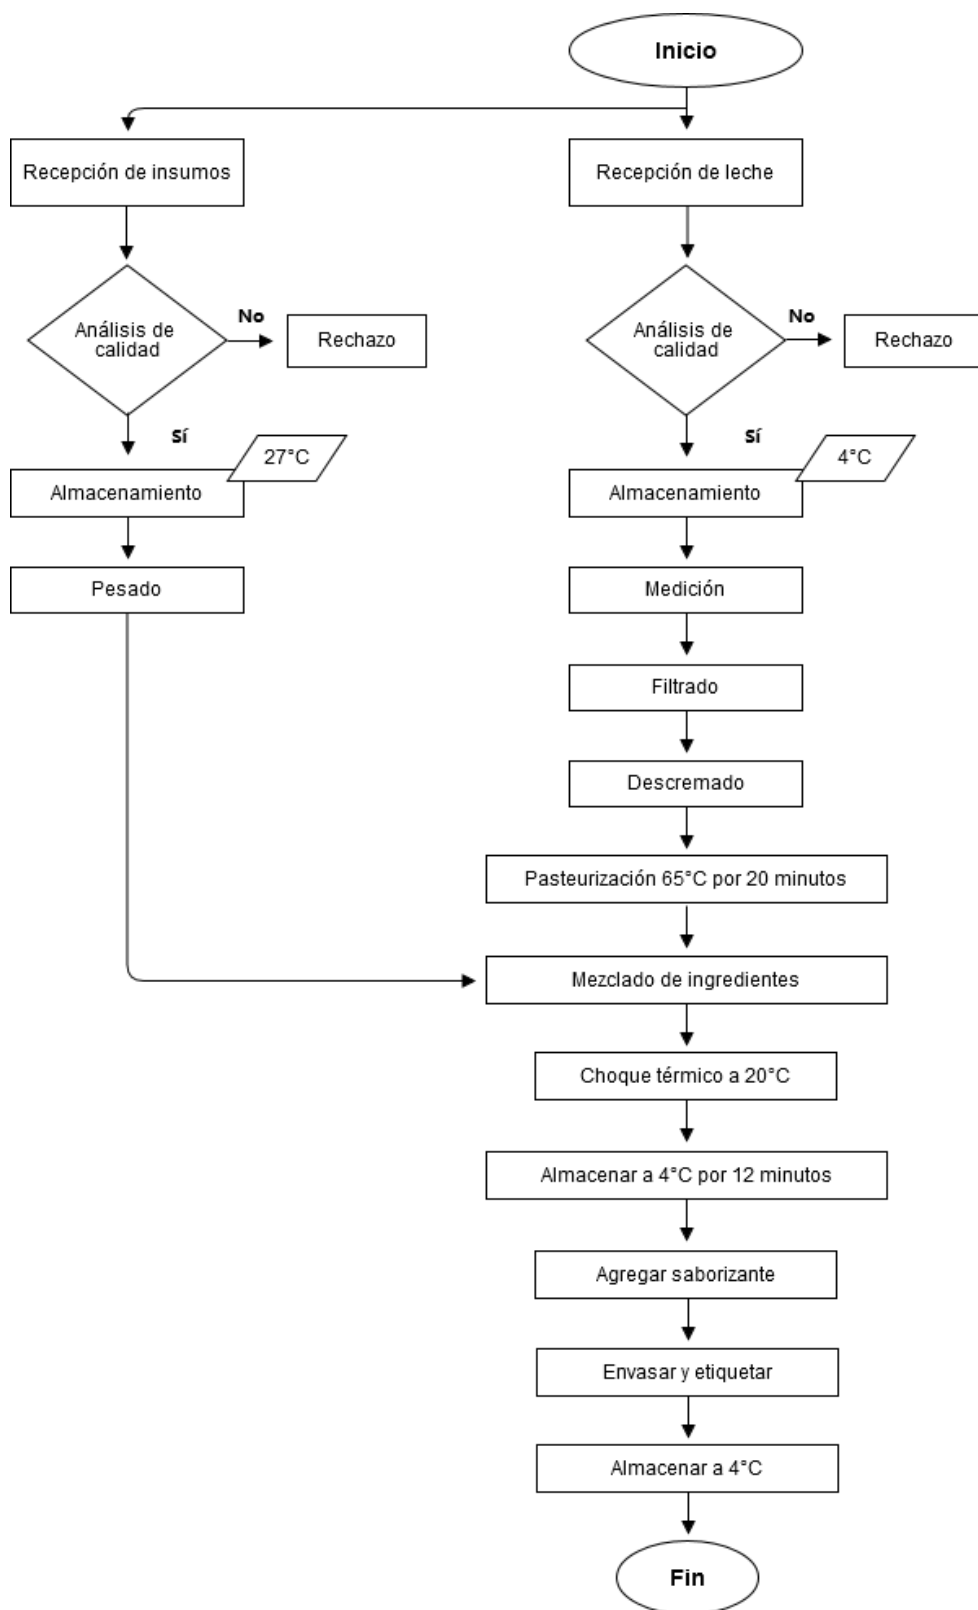 Inicio
Recepción de insumos
Recepción de leche
Análisis de
calidad
No
Rechazo
Análisis de
calidad
No
Rechazo
Sí
27°C
Sí
4°C
Almacenamiento
Almacenamiento
Pesado
Medición
Filtrado
Descremado
Pasteurización 65°C por 20 minutos
Mezclado de ingredientes
Choque térmico a 20°C
Almacenar a 4°C por 12 minutos
Agregar saborizante
Envasar y etiquetar
Almacenar a 4°C
Fin